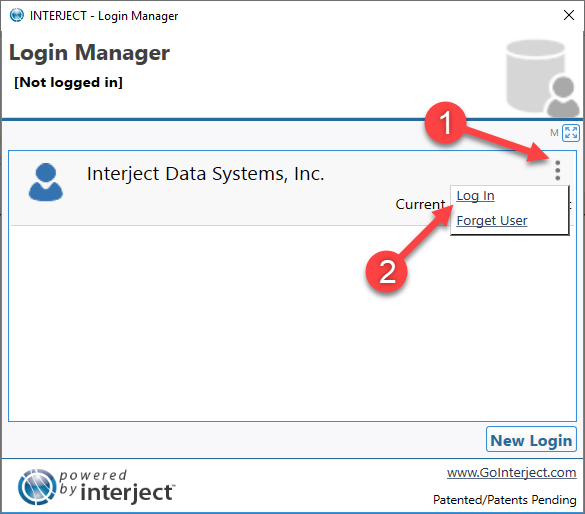 INTERJECT - Login Manager
Login Manager
[Not logged in]
1
M
Interject Data Systems, Inc.
Log In
Current
Forget User
2
New Login
powered
by interject™
www.GoInterject.com
Patented/Patents Pending